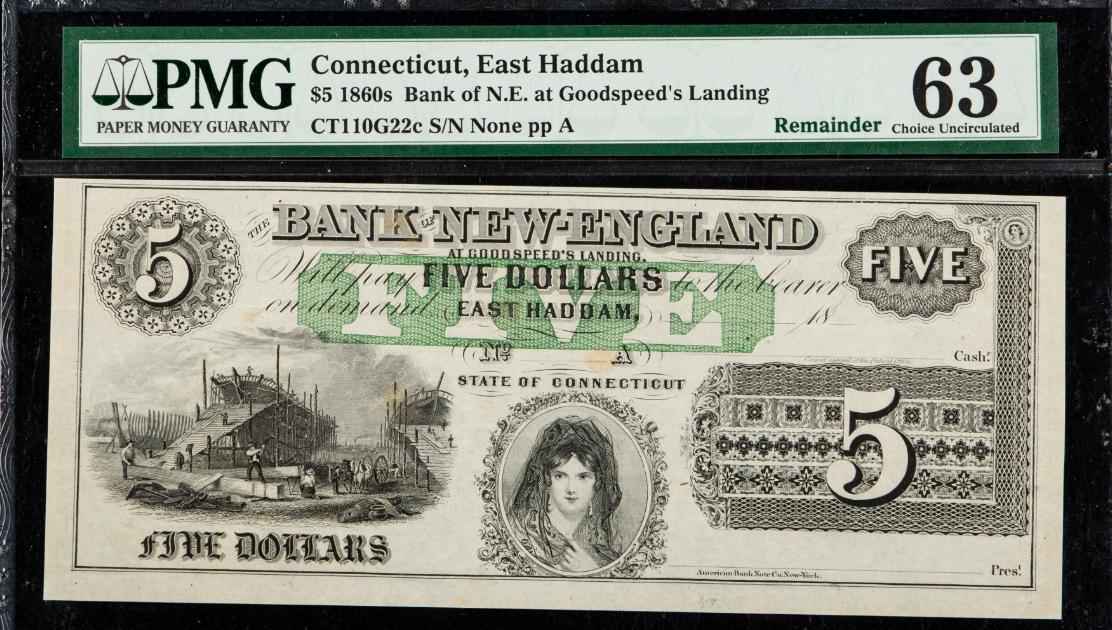 PMG
PAPER MONEY GUARANTY
Connecticut, East Haddam
$5 1860s Bank of N.E. at Goodspeed's Landing
CT110G22c S/N None pp A
Remainder
63
Choice Uncirculated
5
THE BANK OF NEW-ENGLAND
FIVE
AT GOODSPEED'S LANDING,
Will pay FIVE DOLLARS to the bearer
FIVE
on demand EAST HADDAM, 18
No A
Cashr.
STATE OF CONNECTICUT
5
FIVE DOLLARS
American Bank Note Co. New-York.
Prest.